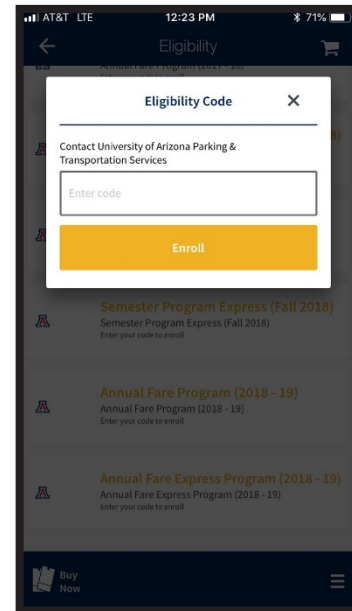 AT&T LTE 12:23 PM 71%
Eligibility
Eligibility Code
Contact University of Arizona Parking &
Transportation Services
Enter code
Enroll
Semester Program Express (Fall 2018)
Semester Program Express (Fall 2018)
Enter your code to enroll
Annual Fare Program (2018 - 19)
Annual Fare Program (2018 - 19)
Enter your code to enroll
Annual Fare Express Program (2018 - 19)
Annual Fare Express Program (2018 - 19)
Enter your code to enroll
Buy
Now